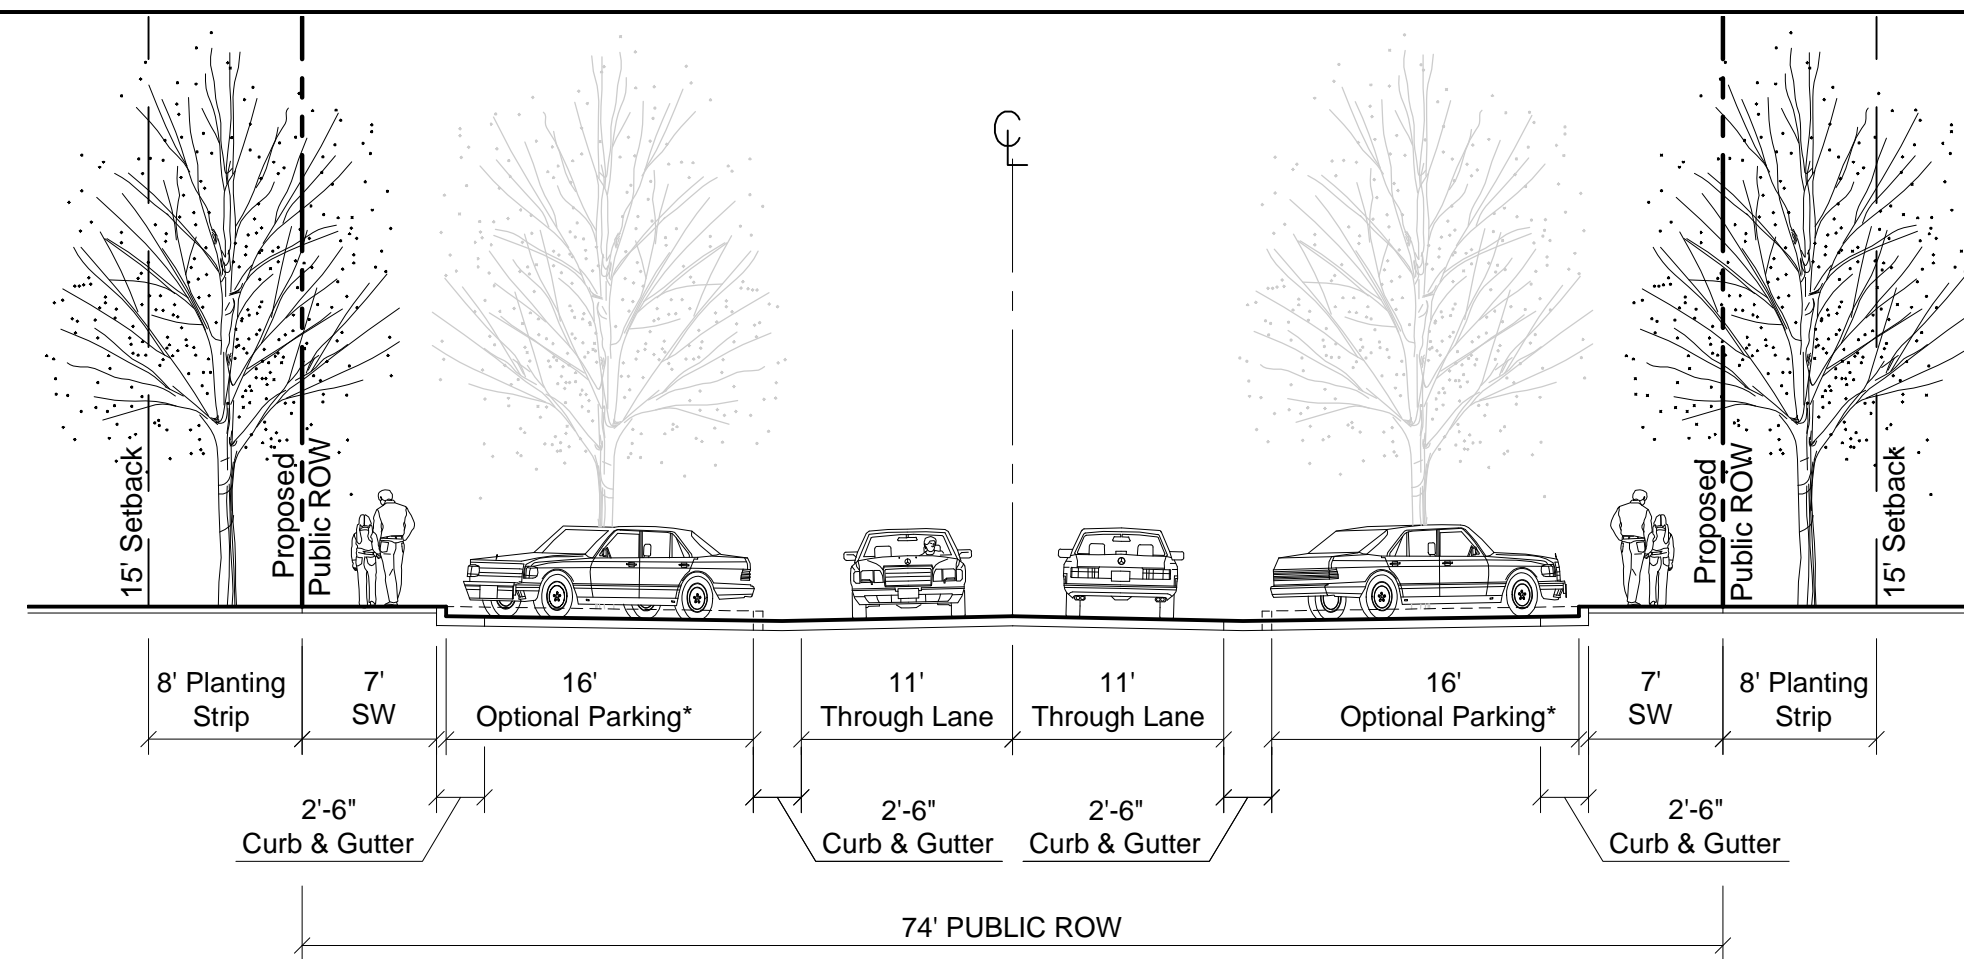 ℄
15' Setback
Proposed
Public ROW
Proposed
Public ROW
15' Setback
8' Planting
Strip
7'
SW
16'
Optional Parking*
11'
Through Lane
11'
Through Lane
16'
Optional Parking*
7'
SW
8' Planting
Strip
2'-6"
Curb & Gutter
2'-6"
Curb & Gutter
2'-6"
Curb & Gutter
2'-6"
Curb & Gutter
74' PUBLIC ROW